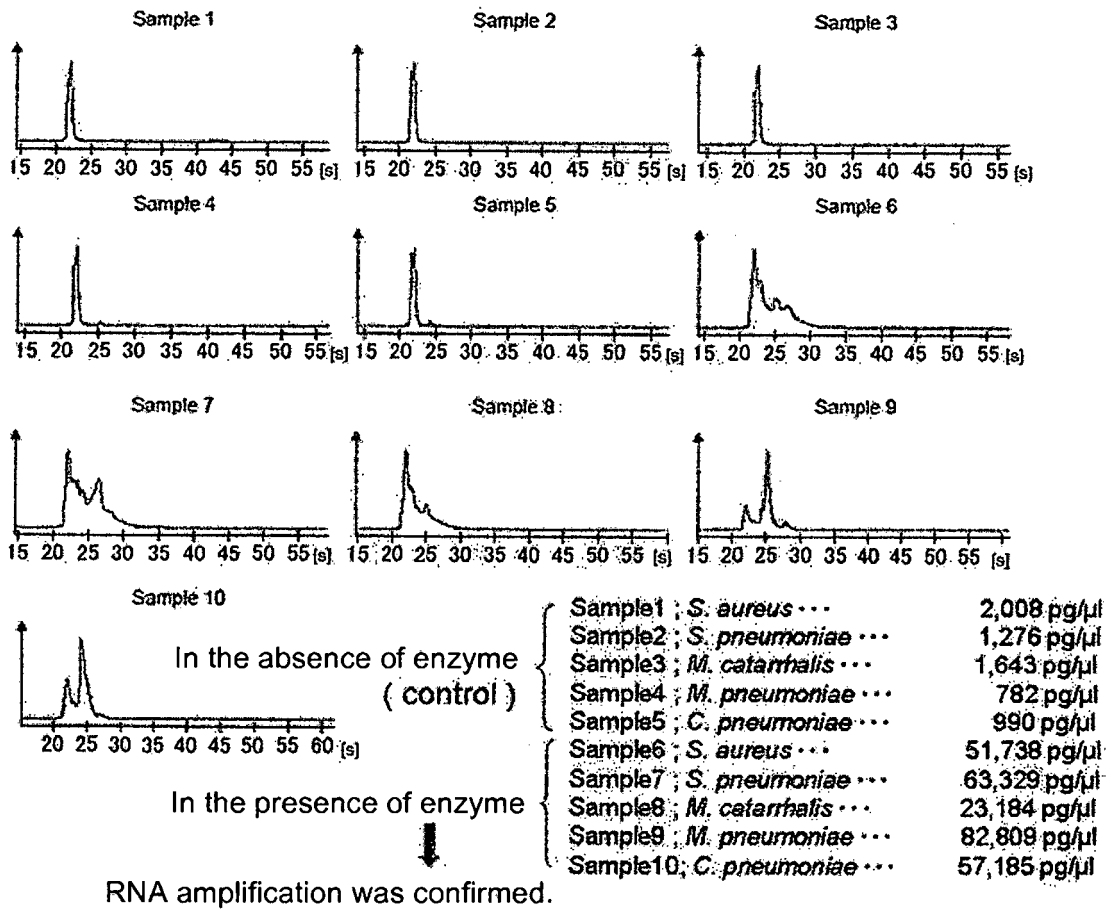 Sample 1
Sample 2
Sample 3
15 20 25 30 35 40 45 50 55 [s]
15 20 25 30 35 40 45 50 55 [s]
15 20 25 30 35 40 45 50 55 [s]
Sample 4
Sample 5
Sample 6
15 20 25 30 35 40 45 50 55 [s]
15 20 25 30 35 40 45 50 55 [s]
15 20 25 30 35 40 45 50 55 [s]
Sample 7
Sample 8
Sample 9
15 20 25 30 35 40 45 50 55 [s]
15 20 25 30 35 40 45 50 55 [s]
15 20 25 30 35 40 45 50 55 [s]
Sample 10
20 25 30 35 40 45 50 55 60 [s]
In the absence of enzyme
( control )
Sample1 ; S. aureus ··· 2,008 pg/µl
Sample2 ; S. pneumoniae ··· 1,276 pg/µl
Sample3 ; M. catarrhalis ··· 1,643 pg/µl
Sample4 ; M. pneumoniae ··· 782 pg/µl
Sample5 ; C. pneumoniae ··· 990 pg/µl
In the presence of enzyme
Sample6 ; S. aureus ··· 51,738 pg/µl
Sample7 ; S. pneumoniae ··· 63,329 pg/µl
Sample8 ; M. catarrhalis ··· 23,184 pg/µl
Sample9 ; M. pneumoniae ··· 82,809 pg/µl
Sample10; C. pneumoniae ··· 57,185 pg/µl
RNA amplification was confirmed.